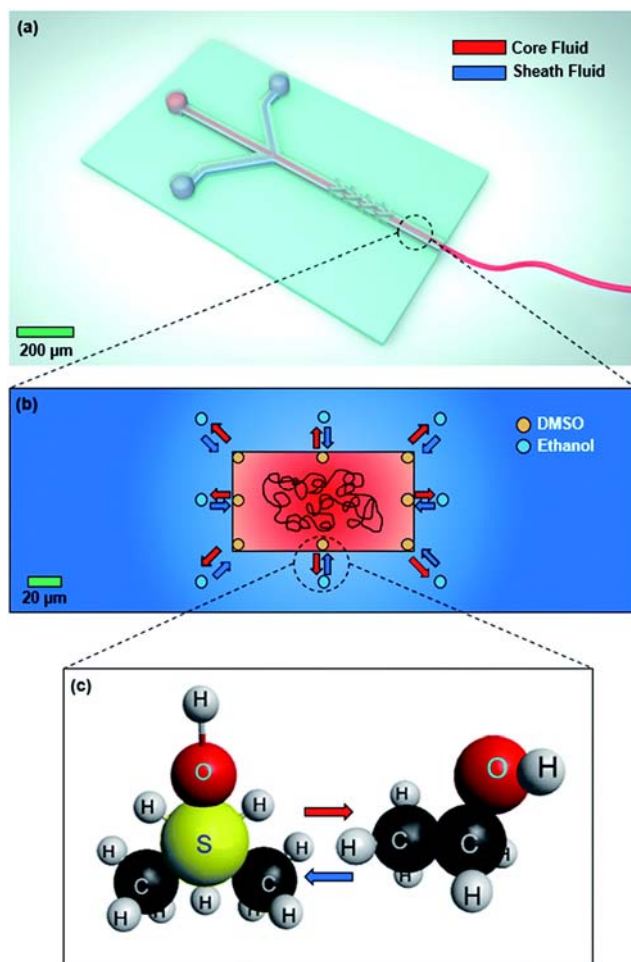 (a)
Core Fluid
Sheath Fluid
200 µm
(b)
DMSO
Ethanol
20 µm
(c)
H
O
O
H
H
H
H
S
C
C
H
H
H
C
C
H
H
H
H
H
H
H